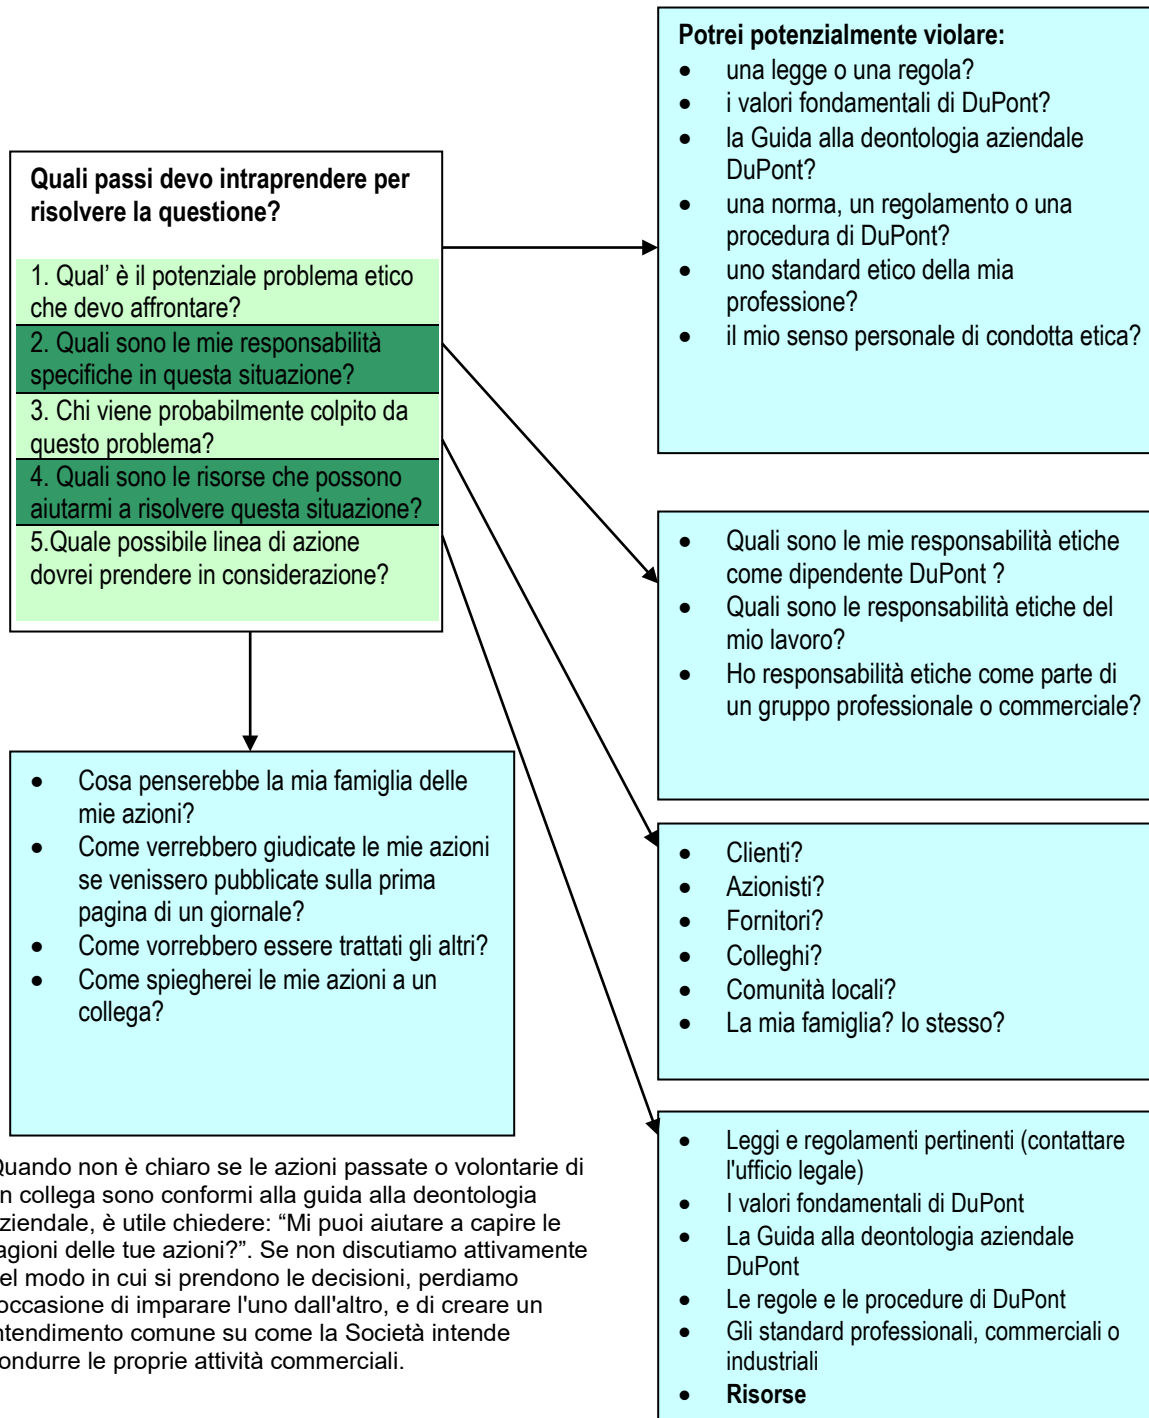 Potrei potenzialmente violare:
• una legge o una regola?
• i valori fondamentali di DuPont?
• la Guida alla deontologia aziendale
DuPont?
• una norma, un regolamento o una
procedura di DuPont?
• uno standard etico della mia
professione?
• il mio senso personale di condotta etica?
Quali passi devo intraprendere per
risolvere la questione?
1. Qual’ è il potenziale problema etico
che devo affrontare?
2. Quali sono le mie responsabilità
specifiche in questa situazione?
3. Chi viene probabilmente colpito da
questo problema?
4. Quali sono le risorse che possono
aiutarmi a risolvere questa situazione?
5.Quale possibile linea di azione
dovrei prendere in considerazione?
• Quali sono le mie responsabilità etiche
come dipendente DuPont ?
• Quali sono le responsabilità etiche del
mio lavoro?
• Ho responsabilità etiche come parte di
un gruppo professionale o commerciale?
• Cosa penserebbe la mia famiglia delle
mie azioni?
• Come verrebbero giudicate le mie azioni
se venissero pubblicate sulla prima
pagina di un giornale?
• Come vorrebbero essere trattati gli altri?
• Come spiegherei le mie azioni a un
collega?
• Clienti?
• Azionisti?
• Fornitori?
• Colleghi?
• Comunità locali?
• La mia famiglia? Io stesso?
• Leggi e regolamenti pertinenti (contattare
l'ufficio legale)
• I valori fondamentali di DuPont
• La Guida alla deontologia aziendale
DuPont
• Le regole e le procedure di DuPont
• Gli standard professionali, commerciali o
industriali
• Risorse
Quando non è chiaro se le azioni passate o volontarie di
un collega sono conformi alla guida alla deontologia
aziendale, è utile chiedere: “Mi puoi aiutare a capire le
ragioni delle tue azioni?”. Se non discutiamo attivamente
del modo in cui si prendono le decisioni, perdiamo
l'occasione di imparare l'uno dall'altro, e di creare un
intendimento comune su come la Società intende
condurre le proprie attività commerciali.